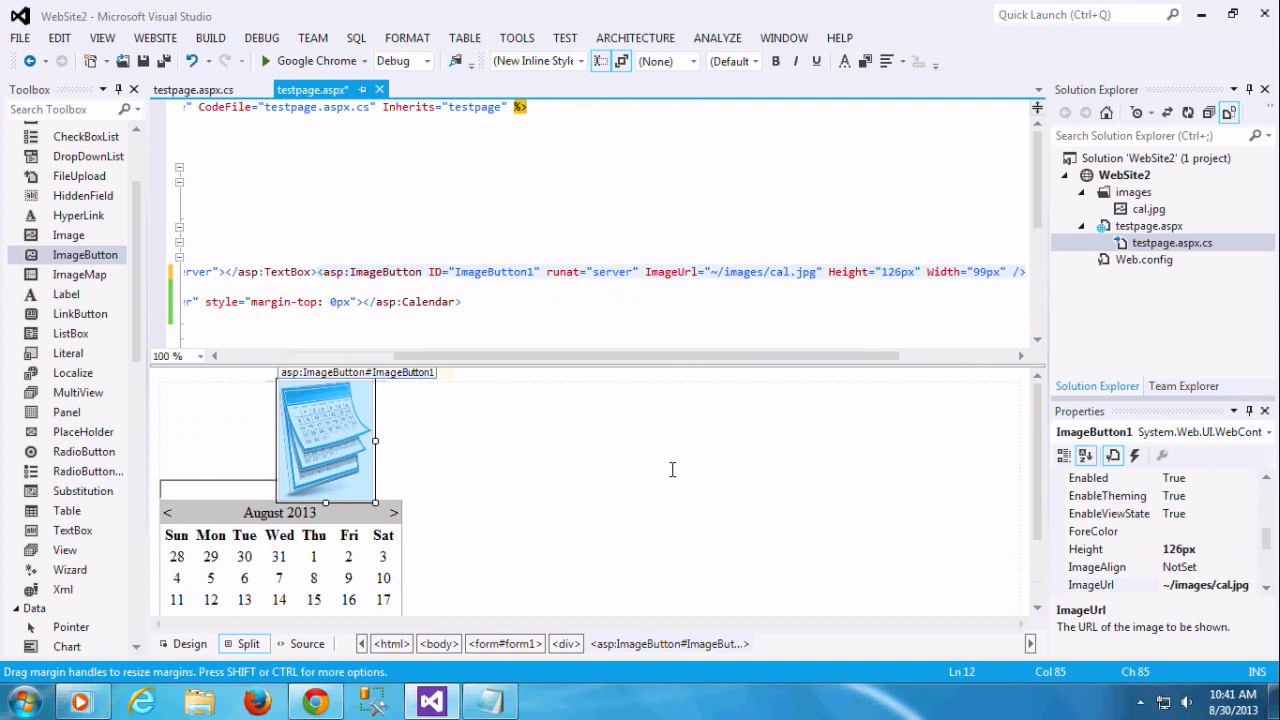 WebSite2 - Microsoft Visual Studio
Quick Launch (Ctrl+Q)
FILE EDIT VIEW WEBSITE BUILD DEBUG TEAM SQL FORMAT TABLE TOOLS TEST ARCHITECTURE ANALYZE WINDOW HELP
Google Chrome Debug (New Inline Style (None) (Default B I U A
Toolbox
Search Toolbox
CheckBoxList
DropDownList
FileUpload
HiddenField
HyperLink
Image
ImageButton
ImageMap
Label
LinkButton
ListBox
Literal
Localize
MultiView
Panel
PlaceHolder
RadioButton
RadioButton...
Substitution
Table
TextBox
View
Wizard
Xml
Data
Pointer
Chart
testpage.aspx.cs testpage.aspx*
" CodeFile="testpage.aspx.cs" Inherits="testpage" %>
erver"></asp:TextBox><asp:ImageButton ID="ImageButton1" runat="server" ImageUrl="~/images/cal.jpg" Height="126px" Width="99px" />
er" style="margin-top: 0px"></asp:Calendar>
100 %
asp:ImageButton#ImageButton1
< August 2013 >
Sun Mon Tue Wed Thu Fri Sat
28 29 30 31 1 2 3
4 5 6 7 8 9 10
11 12 13 14 15 16 17
Design Split Source <html> <body> <form#form1> <div> <asp:ImageButton#ImageBut...>
Solution Explorer
Search Solution Explorer (Ctrl+;)
Solution 'WebSite2' (1 project)
WebSite2
images
cal.jpg
testpage.aspx
testpage.aspx.cs
Web.config
Solution Explorer Team Explorer
Properties
ImageButton1 System.Web.UI.WebCont
Enabled True
EnableTheming True
EnableViewState True
ForeColor
Height 126px
ImageAlign NotSet
ImageUrl ~/images/cal.jpg
ImageUrl
The URL of the image to be shown.
Drag margin handles to resize margins. Press SHIFT or CTRL for more options. Ln 12 Col 85 Ch 85 INS
10:41 AM
8/30/2013